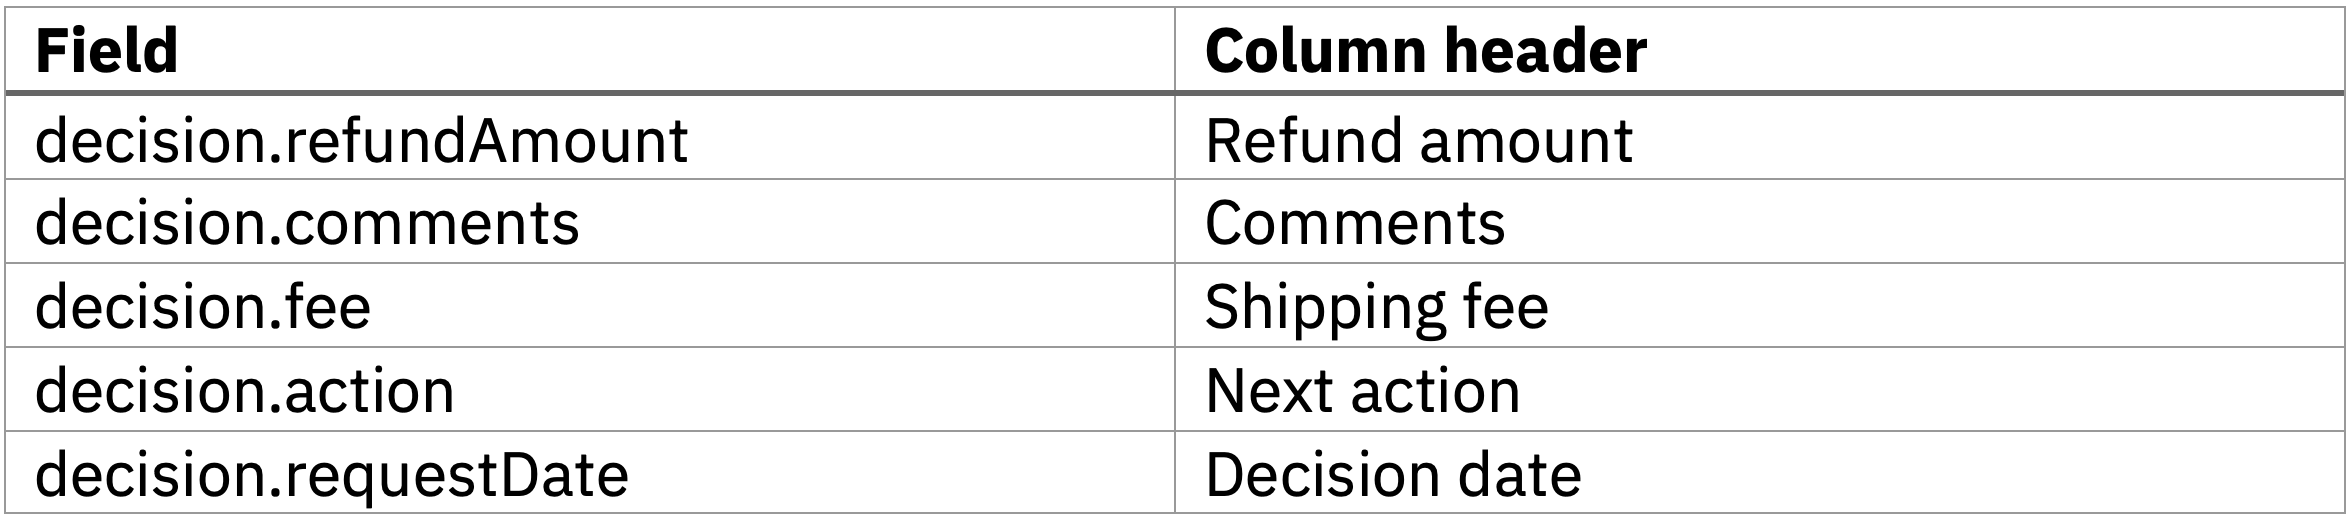 Field Column header
decision.refundAmount Refund amount
decision.comments Comments
decision.fee Shipping fee
decision.action Next action
decision.requestDate Decision date